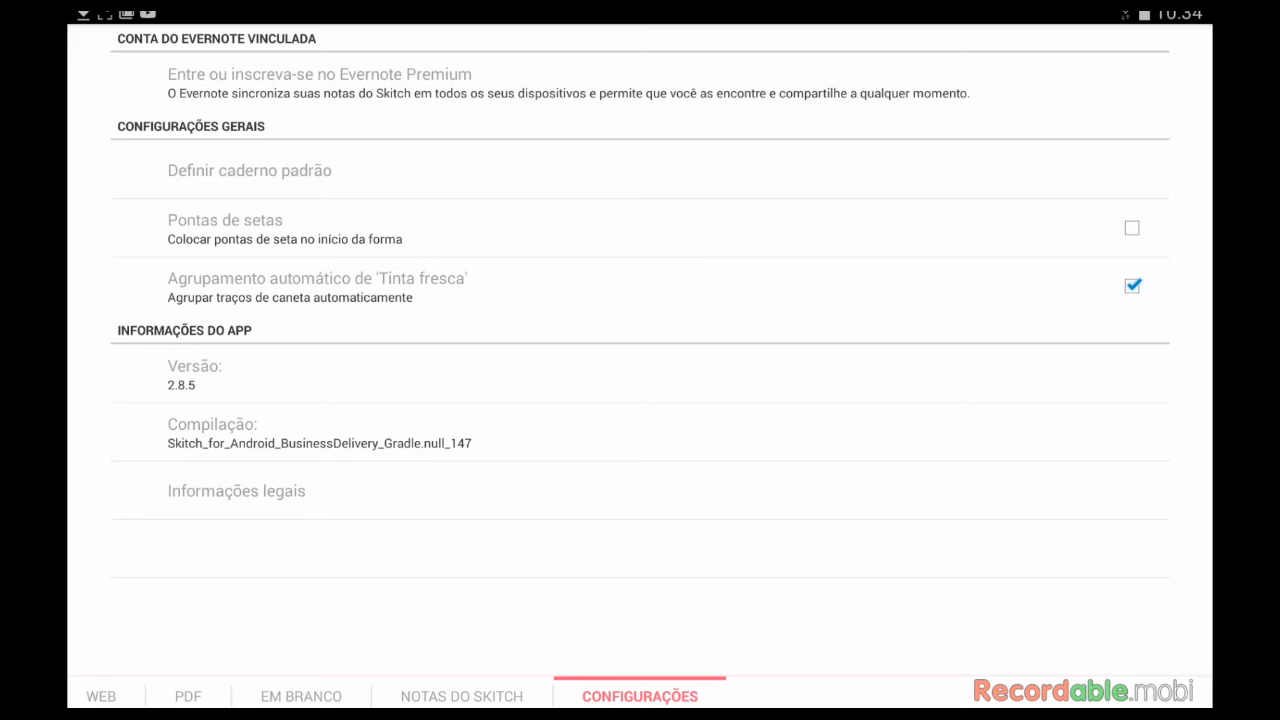 10:34
CONTA DO EVERNOTE VINCULADA
Entre ou inscreva-se no Evernote Premium
O Evernote sincroniza suas notas do Skitch em todos os seus dispositivos e permite que você as encontre e compartilhe a qualquer momento.
CONFIGURAÇÕES GERAIS
Definir caderno padrão
Pontas de setas
Colocar pontas de seta no início da forma
Agrupamento automático de 'Tinta fresca'
Agrupar traços de caneta automaticamente
INFORMAÇÕES DO APP
Versão:
2.8.5
Compilação:
Skitch_for_Android_BusinessDelivery_Gradle.null_147
Informações legais
WEB PDF EM BRANCO NOTAS DO SKITCH CONFIGURAÇÕES
Recordable.mobi